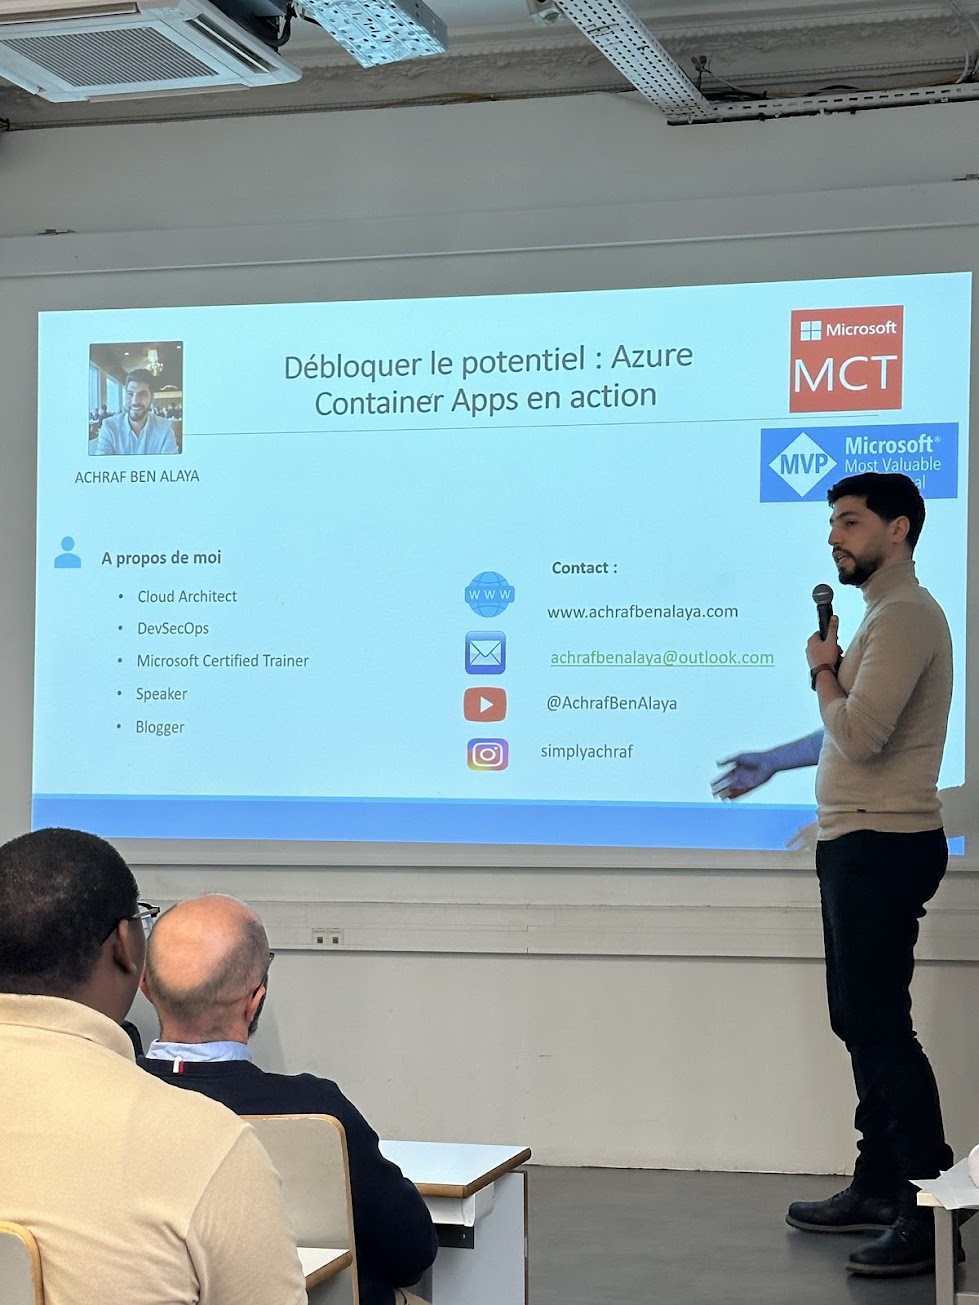 Débloquer le potentiel : Azure
Container Apps en action
Microsoft
MCT
MVP
Microsoft®
Most Valuable
ACHRAF BEN ALAYA
A propos de moi
• Cloud Architect
• DevSecOps
• Microsoft Certified Trainer
• Speaker
• Blogger
Contact :
WWW
www.achrafbenalaya.com
achrafbenalaya@outlook.com
@AchrafBenAlaya
simplyachraf